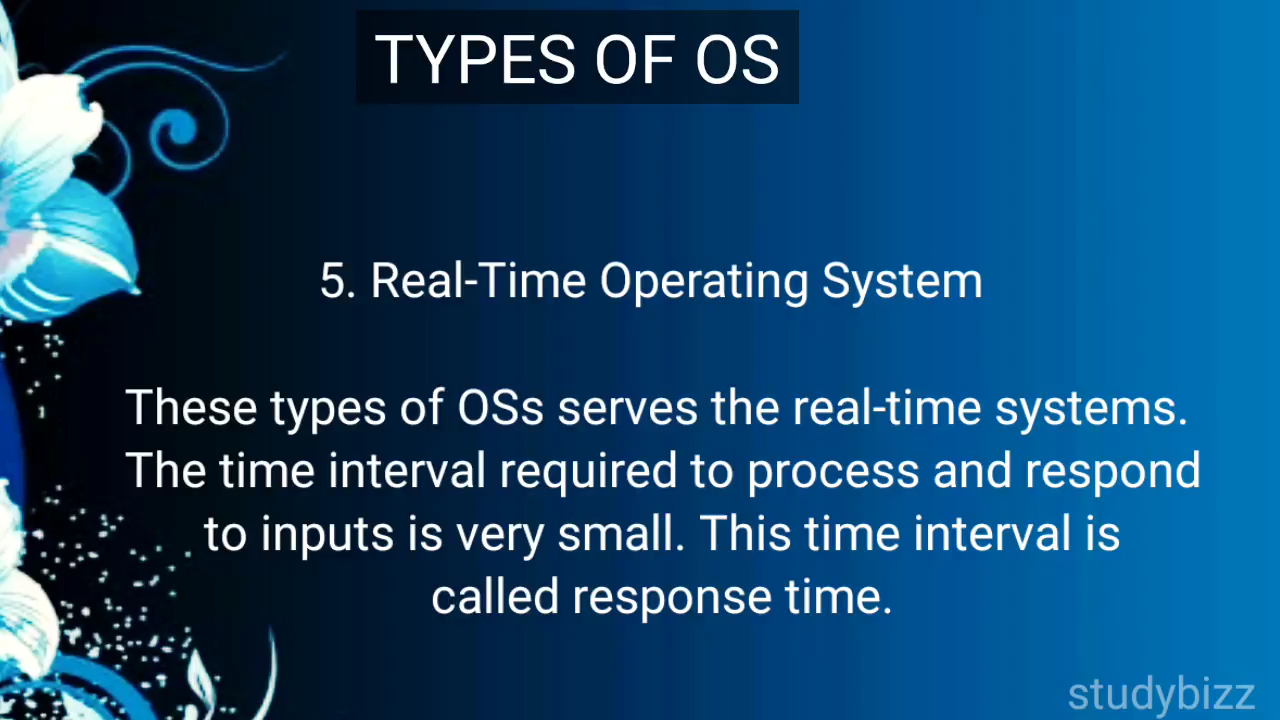 TYPES OF OS
5. Real-Time Operating System
These types of OSs serves the real-time systems.
The time interval required to process and respond
to inputs is very small. This time interval is
called response time.
studybizz